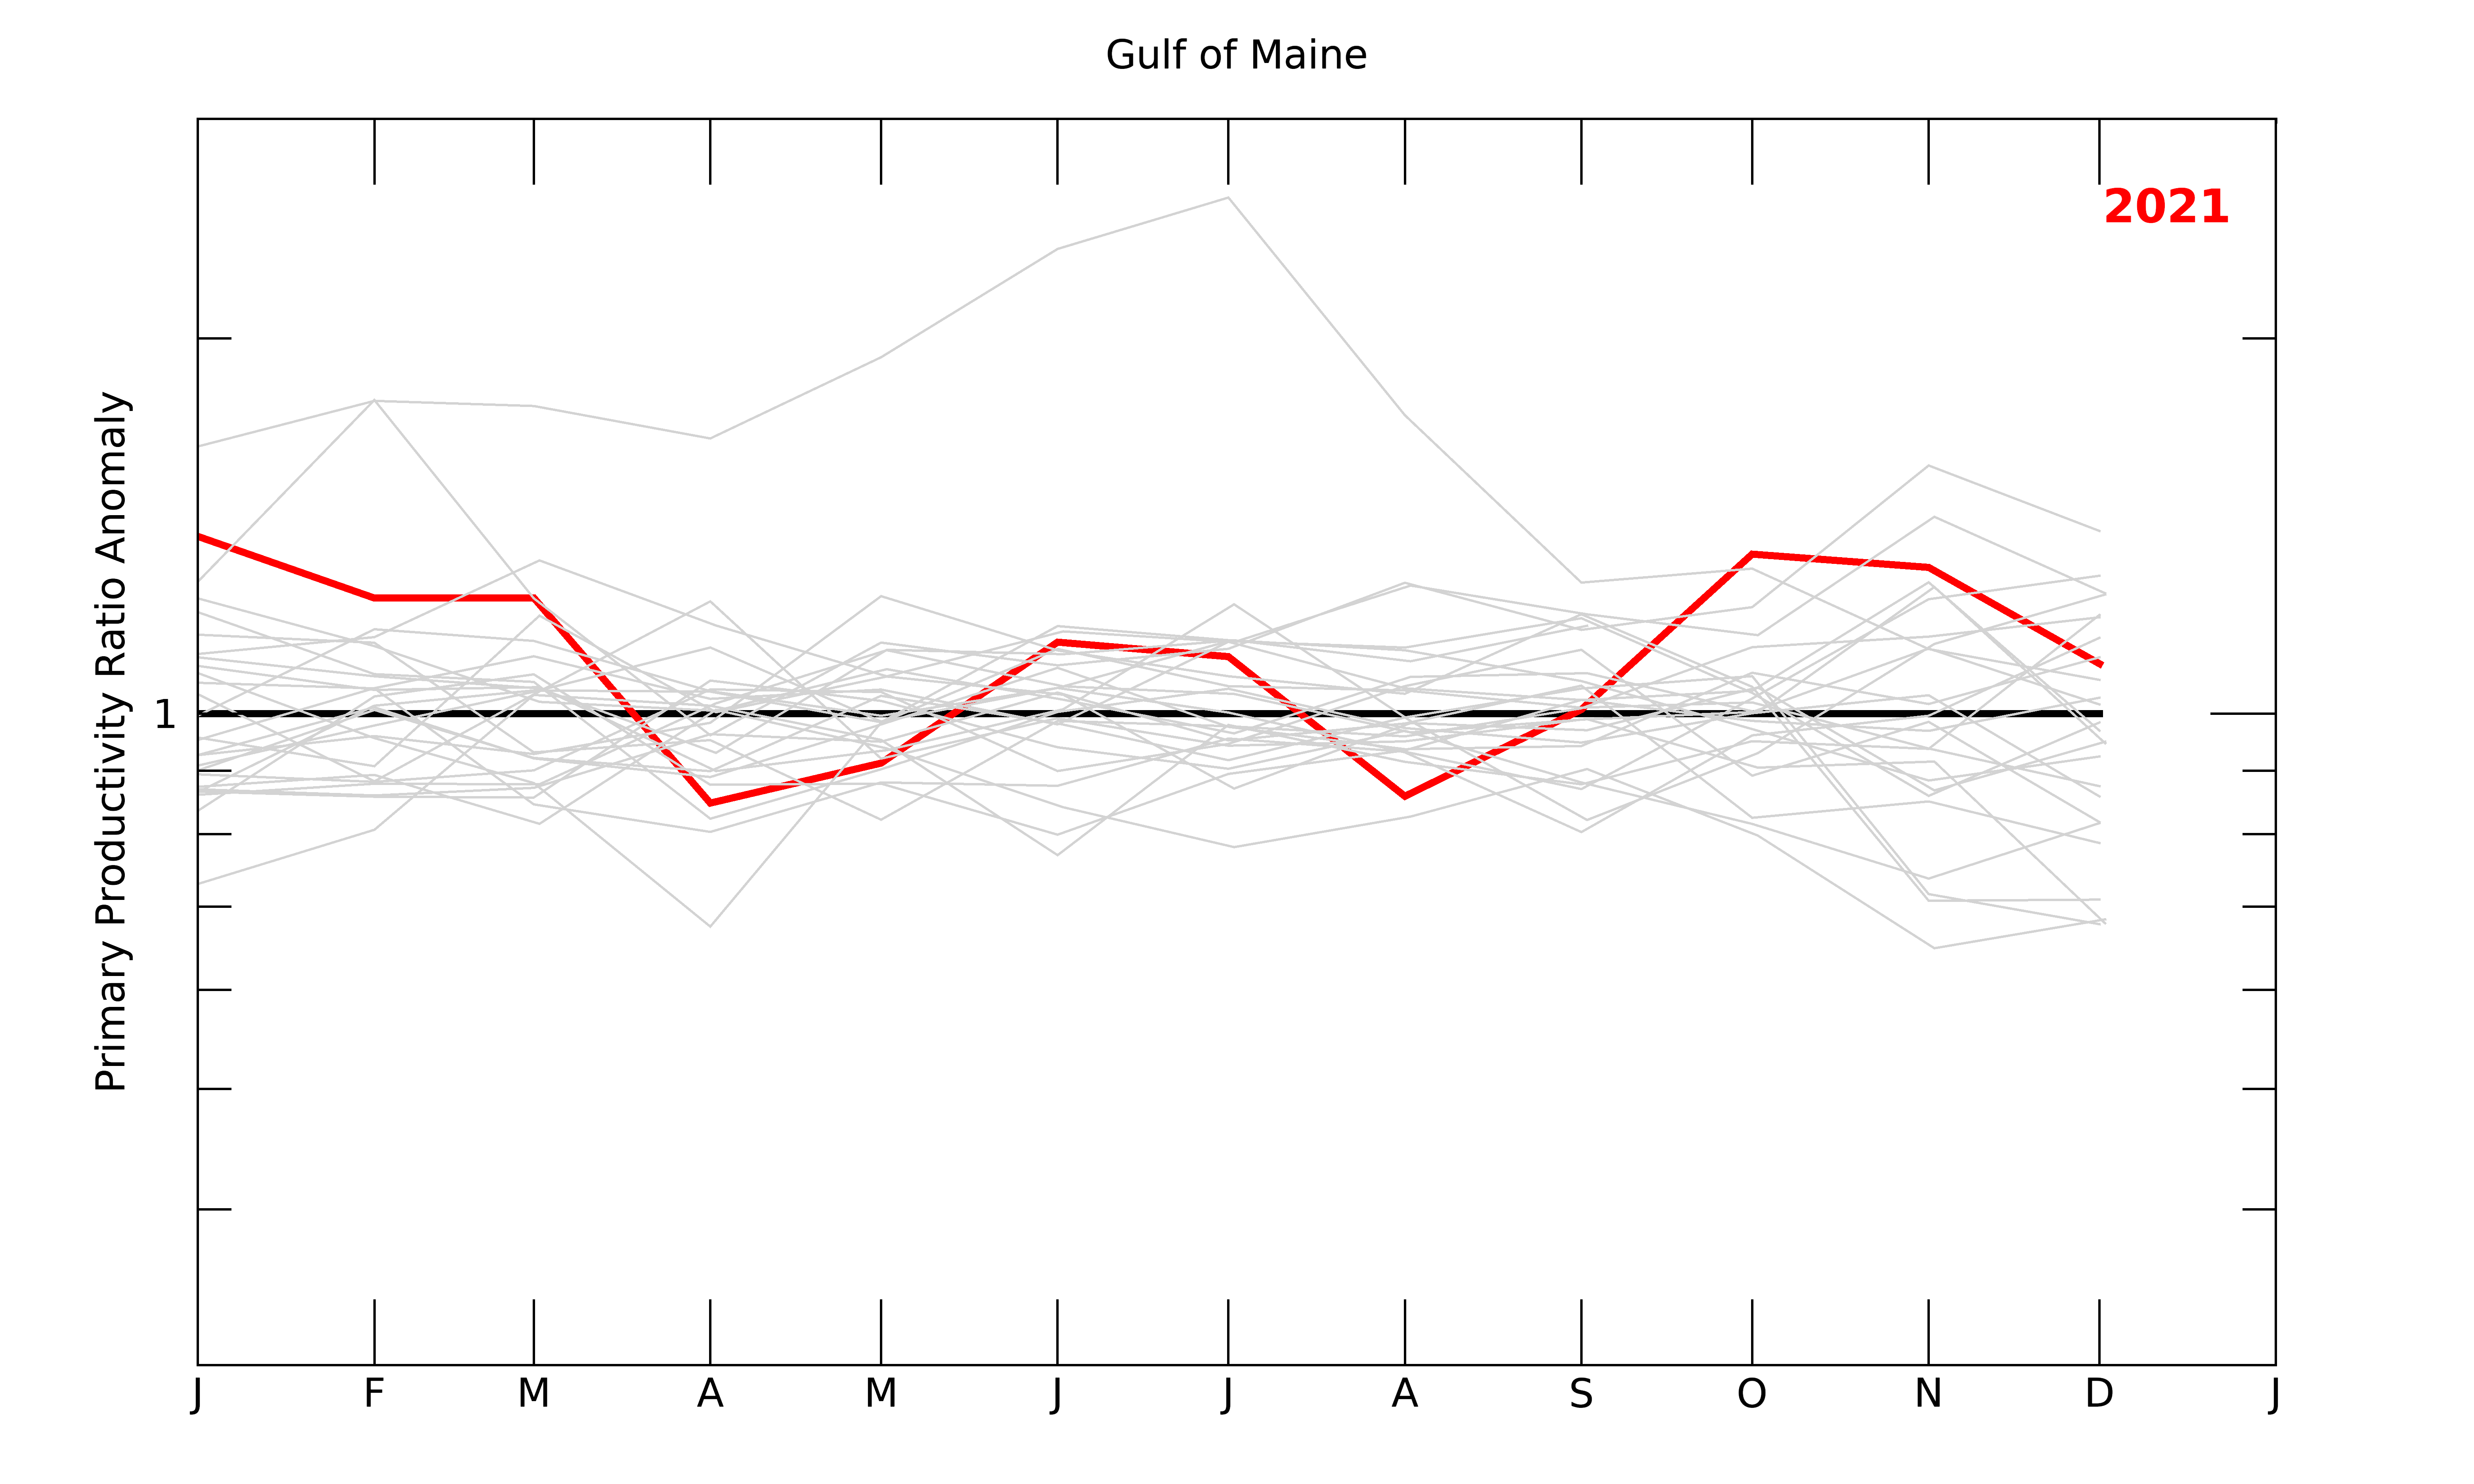 Gulf of Maine
2021
Primary Productivity Ratio Anomaly
1
J F M A M J J A S O N D J